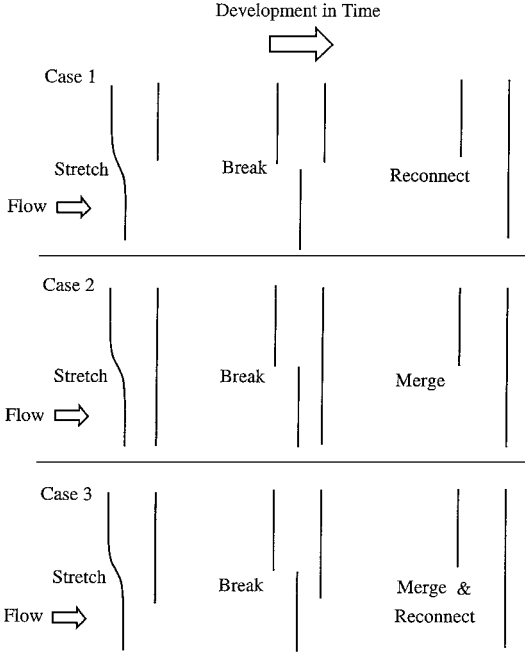 Development in Time
Case 1
Stretch
Break
Reconnect
Flow
Case 2
Stretch
Break
Merge
Flow
Case 3
Stretch
Break
Merge &
Reconnect
Flow